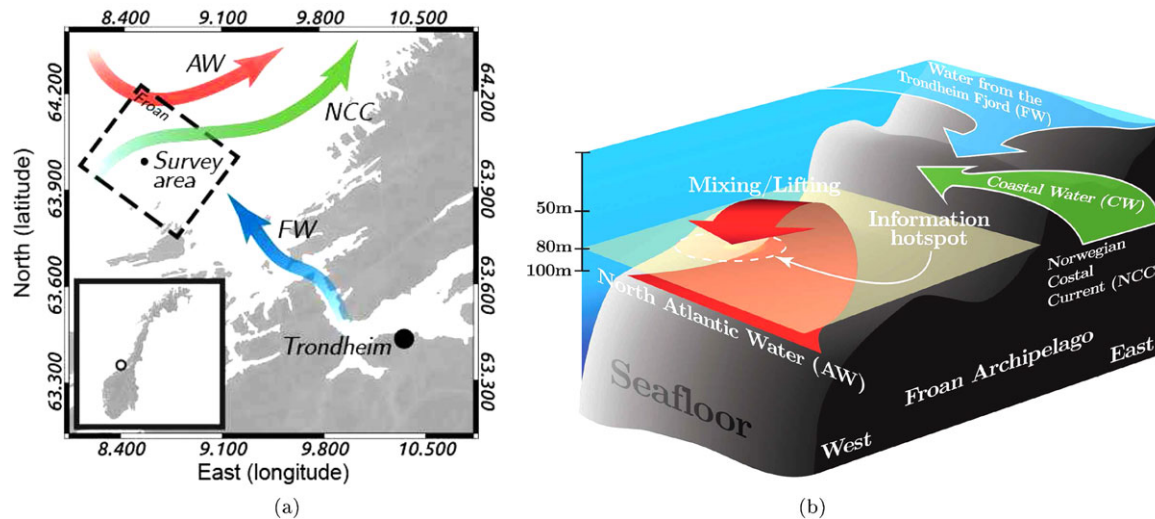 8.400 9.100 9.800 10.500
AW
Froan
NCC
64.200
64.200
Survey
area
63.900
63.900
North (latitude)
FW
63.600
63.600
Trondheim
63.300
63.300
8.400 9.100 9.800 10.500
East (longitude)
(a)
Water from the
Trondheim Fjord (FW)
Mixing/Lifting
Coastal Water (CW)
50m
Information
hotspot
80m
100m
Norwegian
Costal
Current (NCC
North Atlantic Water (AW)
Froan Archipelago
East
Seafloor
West
(b)